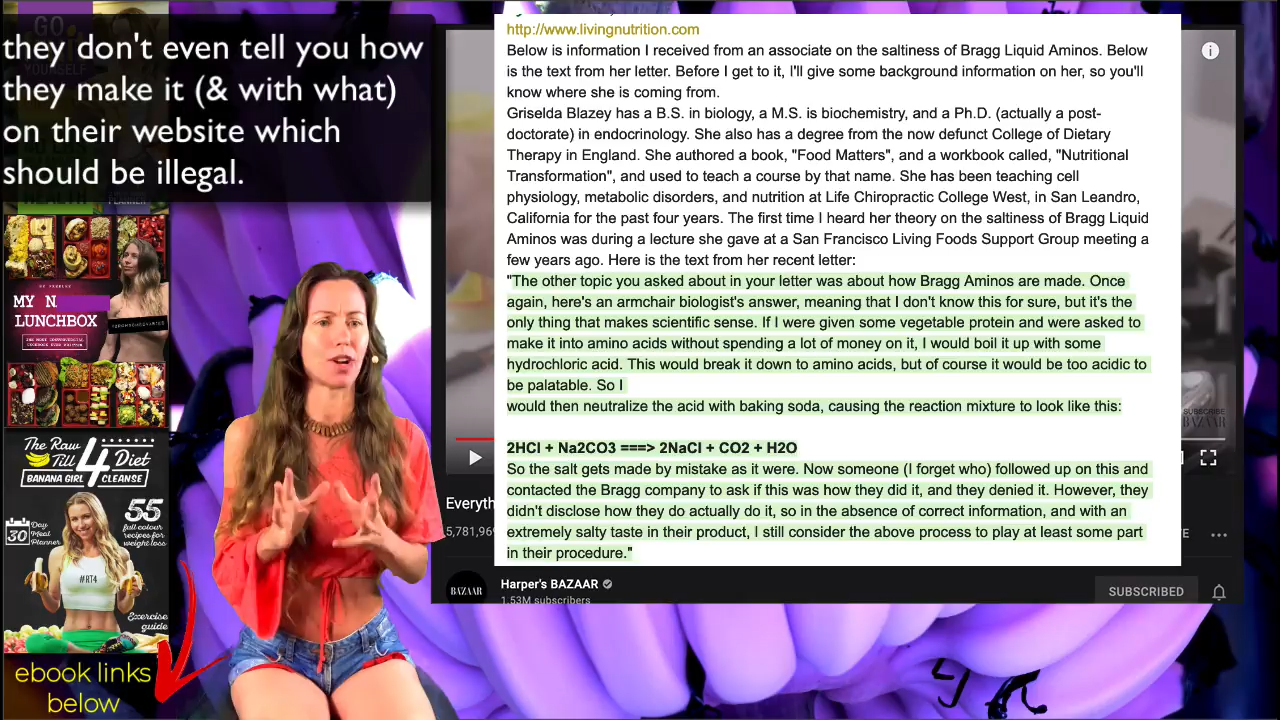 they don't even tell you how
they make it (& with what)
on their website which
should be illegal.
http://www.livingnutrition.com
Below is information I received from an associate on the saltiness of Bragg Liquid Aminos. Below
is the text from her letter. Before I get to it, I'll give some background information on her, so you'll
know where she is coming from.
Griselda Blazey has a B.S. in biology, a M.S. is biochemistry, and a Ph.D. (actually a post-
doctorate) in endocrinology. She also has a degree from the now defunct College of Dietary
Therapy in England. She authored a book, "Food Matters", and a workbook called, "Nutritional
Transformation", and used to teach a course by that name. She has been teaching cell
physiology, metabolic disorders, and nutrition at Life Chiropractic College West, in San Leandro,
California for the past four years. The first time I heard her theory on the saltiness of Bragg Liquid
Aminos was during a lecture she gave at a San Francisco Living Foods Support Group meeting a
few years ago. Here is the text from her recent letter:
"The other topic you asked about in your letter was about how Bragg Aminos are made. Once
again, here's an armchair biologist's answer, meaning that I don't know this for sure, but it's the
only thing that makes scientific sense. If I were given some vegetable protein and were asked to
make it into amino acids without spending a lot of money on it, I would boil it up with some
hydrochloric acid. This would break it down to amino acids, but of course it would be too acidic to
be palatable. So I
would then neutralize the acid with baking soda, causing the reaction mixture to look like this:
2HCl + Na2CO3 ===> 2NaCl + CO2 + H2O
So the salt gets made by mistake as it were. Now someone (I forget who) followed up on this and
contacted the Bragg company to ask if this was how they did it, and they denied it. However, they
didn't disclose how they do actually do it, so in the absence of correct information, and with an
extremely salty taste in their product, I still consider the above process to play at least some part
in their procedure."
Everyth
5,781,96
BAZAAR
Harper's BAZAAR
1.53M subscribers
SUBSCRIBED
SUBSCRIBE
BAZAAR
GO
MY N
LUNCHBOX
The Raw
Till 4 Diet
BANANA GIRL CLEANSE
30 Day
Meal
Planner
55
full colour
recipes for
weight loss
#RT4
Exercise
guide
ebook links
below